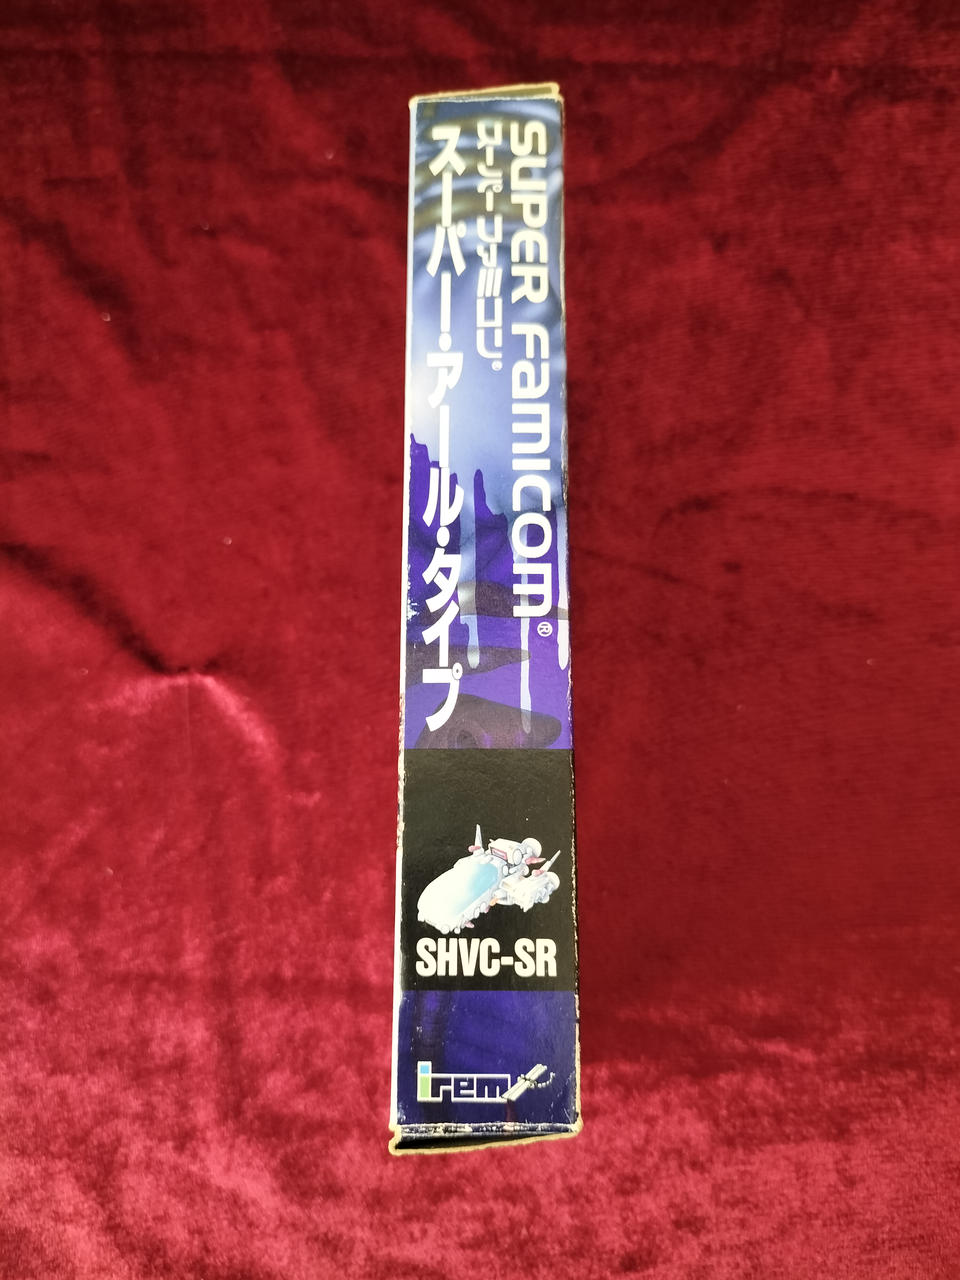 SUPER Famicom®
スーパーファミコン®
スーパー・アール・タイプ
SHVC-SR
irem